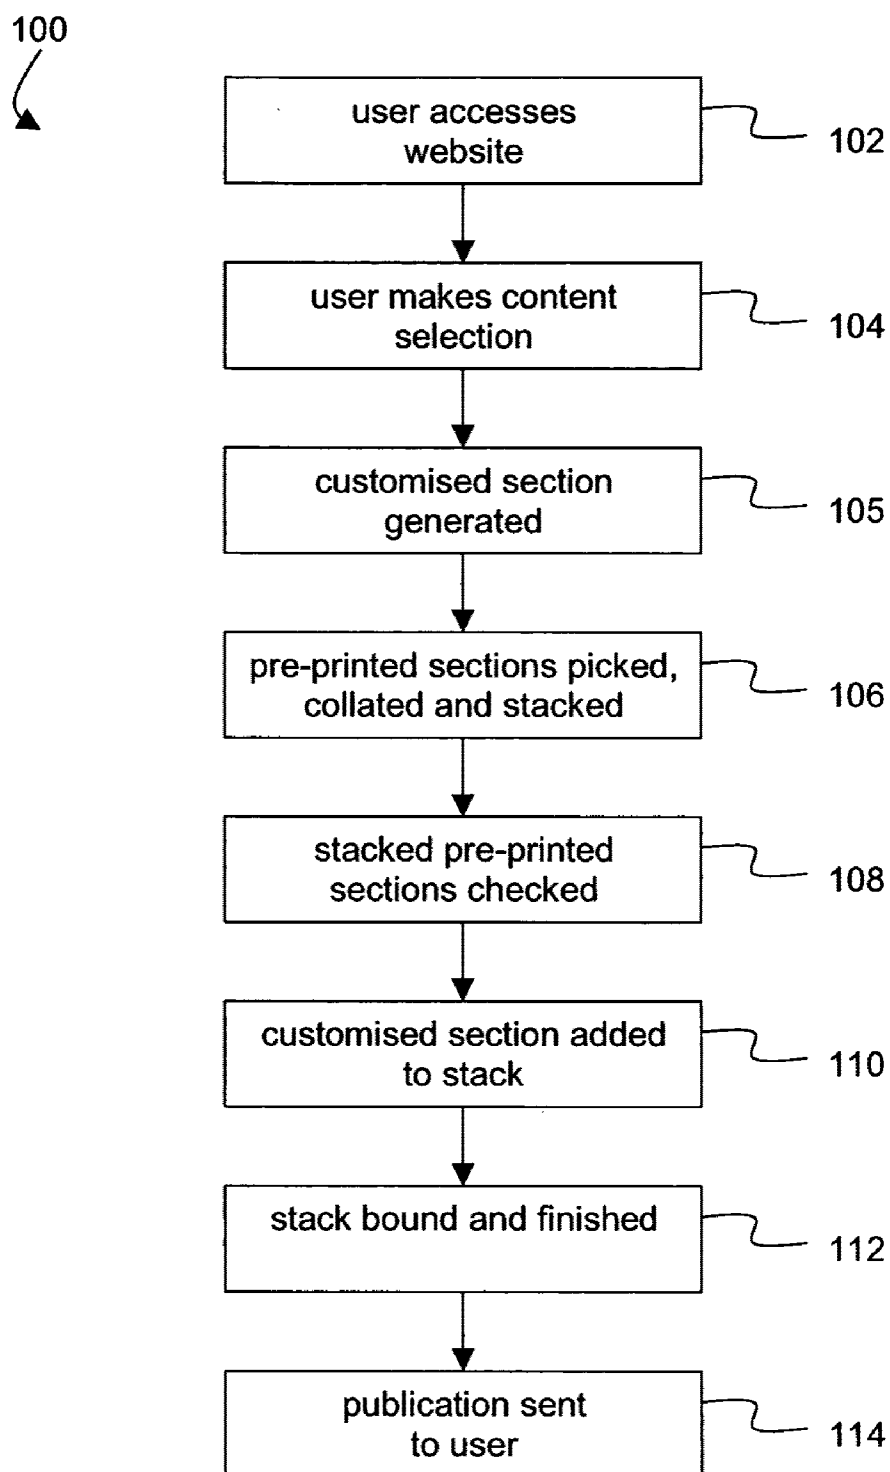 100
user accesses
website
102
user makes content
selection
104
customised section
generated
105
pre-printed sections picked,
collated and stacked
106
stacked pre-printed
sections checked
108
customised section added
to stack
110
stack bound and finished
112
publication sent
to user
114